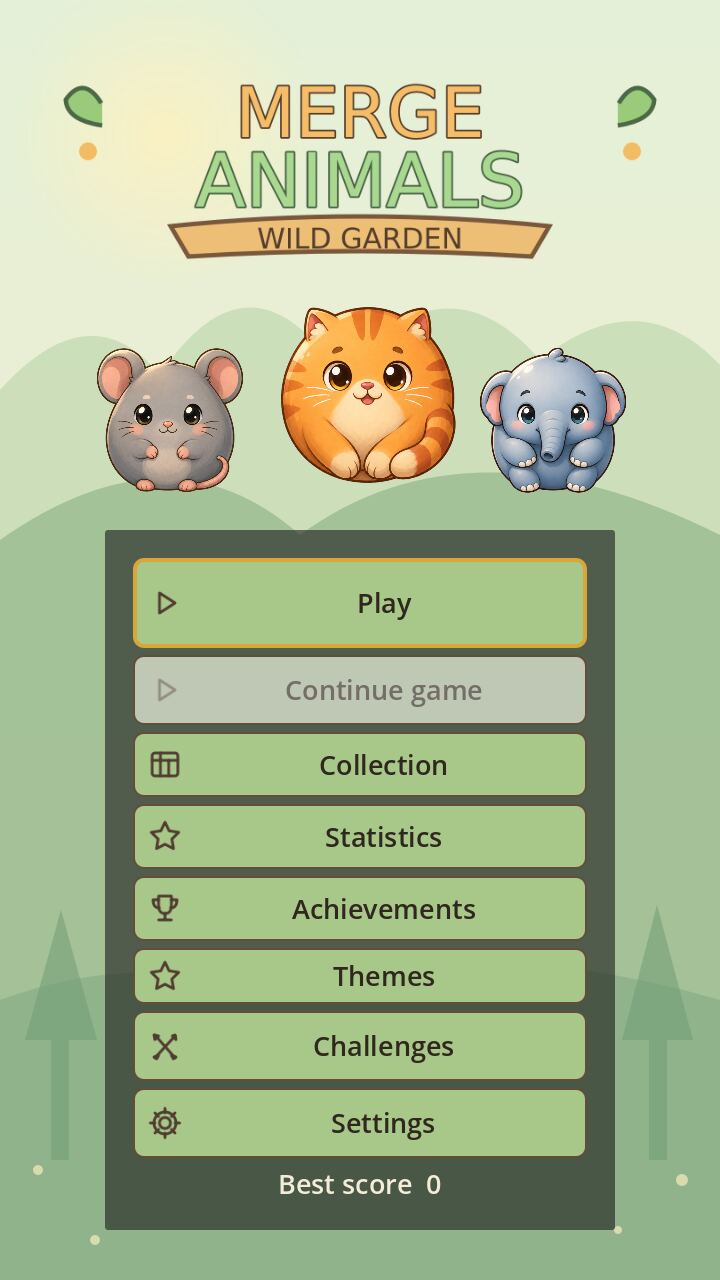 MERGE
ANIMALS
WILD GARDEN
Play
Continue game
Collection
Statistics
Achievements
Themes
Challenges
Settings
Best score 0